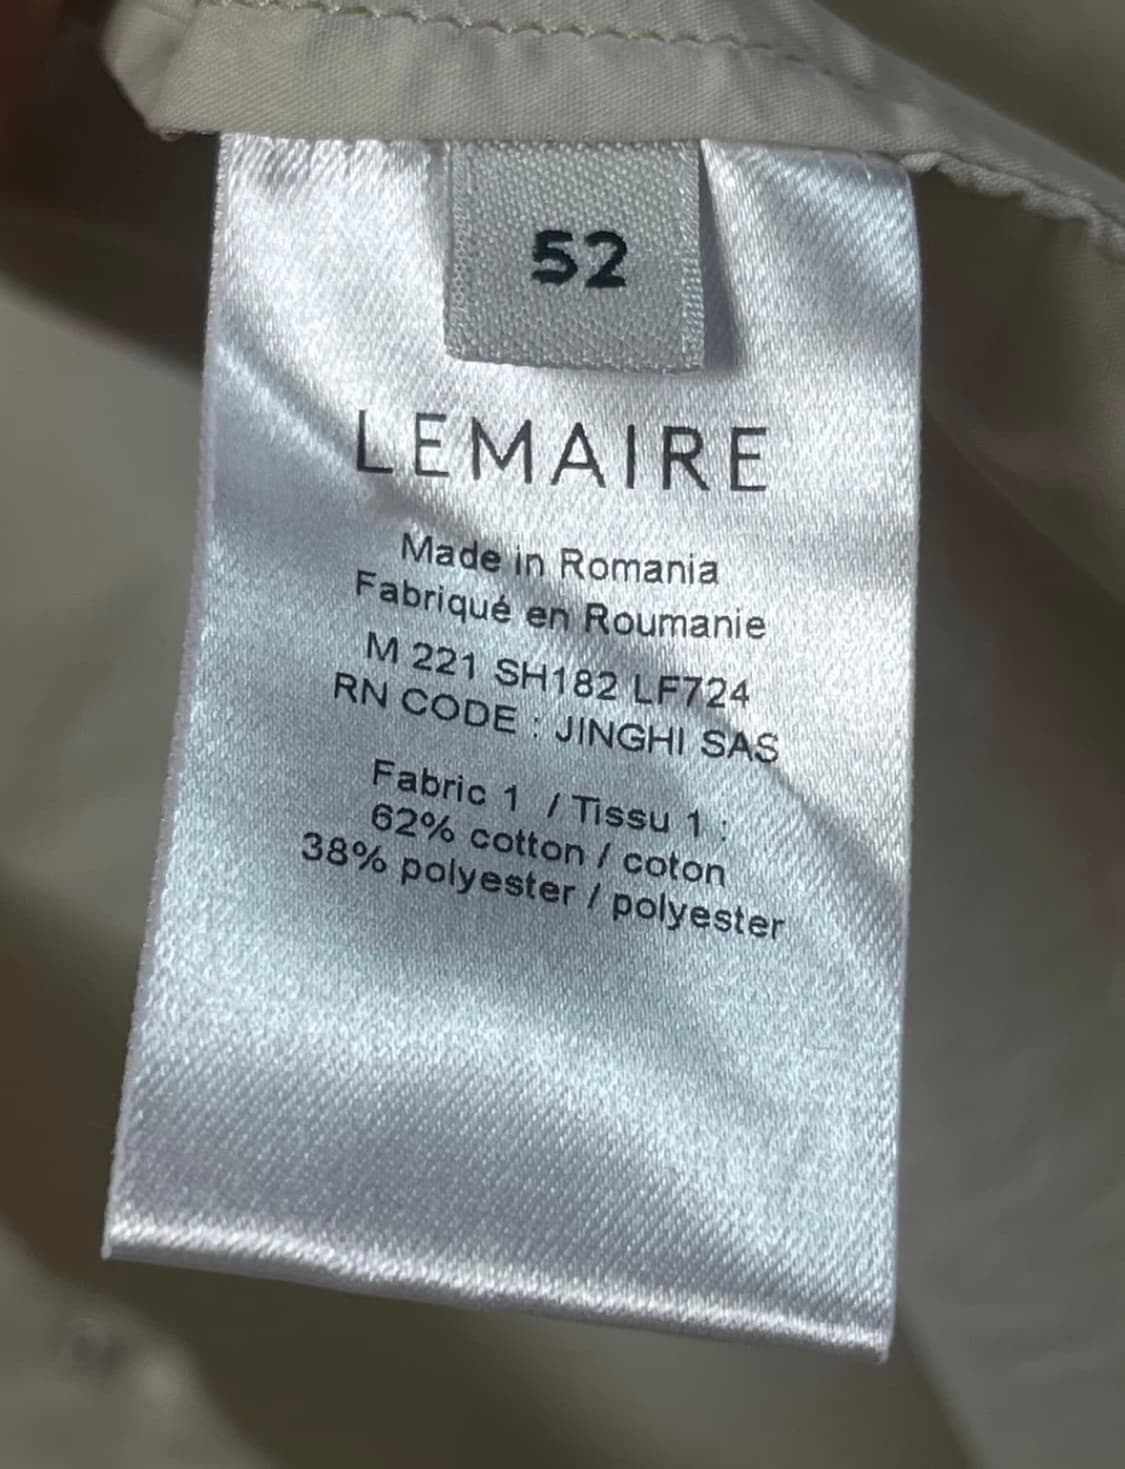 52
LEMAIRE
Made in Romania
Fabriqué en Roumanie
M 221 SH182 LF724
RN CODE : JINGHI SAS
Fabric 1 / Tissu 1 :
62% cotton / coton
38% polyester / polyester